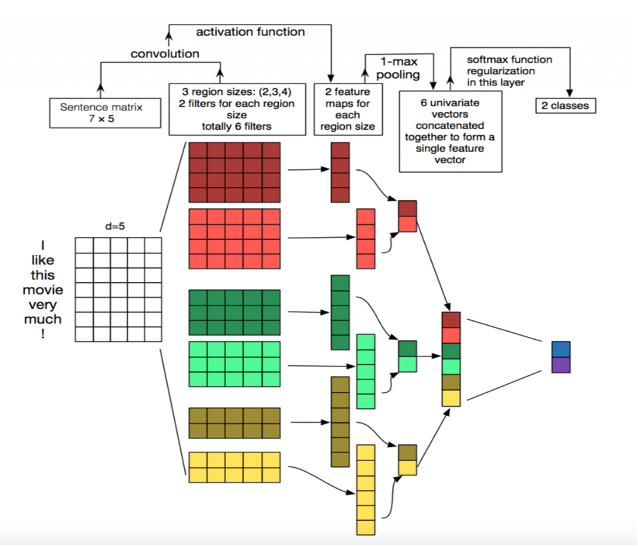 activation function
convolution
1-max
pooling
softmax function
regularization
in this layer
3 region sizes: (2,3,4)
2 filters for each region
size
totally 6 filters
2 feature
maps for
each
region size
Sentence matrix
7 × 5
6 univariate
vectors
concatenated
together to form a
single feature
vector
2 classes
d=5
I
like
this
movie
very
much
!